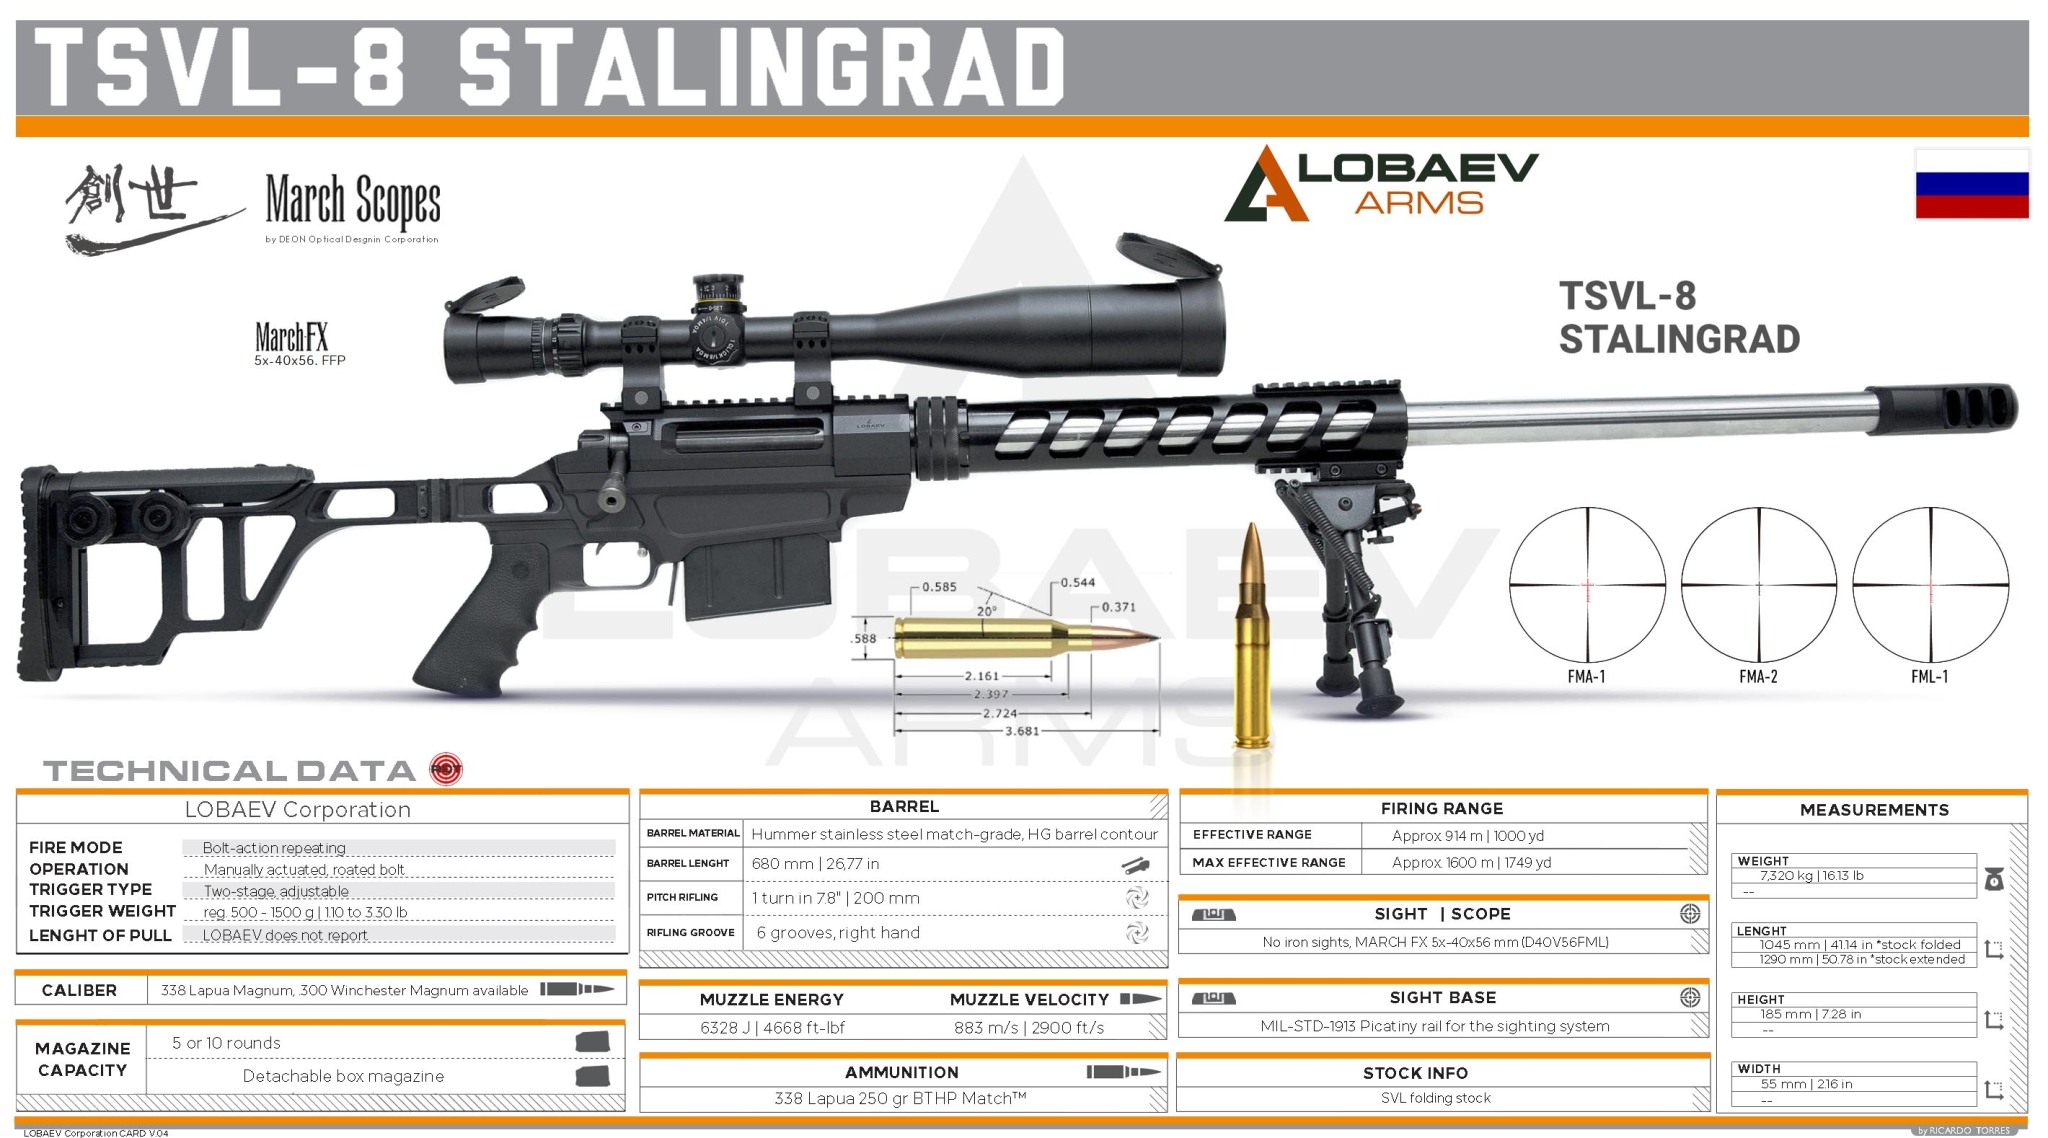 TSVL-8 STALINGRAD
創世
March Scopes
by DEON Optical Desgnin Corporation
LOBAEV
ARMS
TSVL-8
STALINGRAD
MarchFX
5x-40x56. FFP
LOBAEV
LOBAEV
ARMS
0.585
0.544
20°
0.371
.588
2.161
2.397
2.724
3.681
FMA-1
FMA-2
FML-1
TECHNICAL DATA
LOBAEV Corporation
FIRE MODE Bolt-action repeating
OPERATION Manually actuated, roated bolt
TRIGGER TYPE Two-stage, adjustable
TRIGGER WEIGHT reg. 500 - 1500 g | 1.10 to 3.30 lb
LENGHT OF PULL LOBAEV does not report
CALIBER 338 Lapua Magnum, .300 Winchester Magnum available
MAGAZINE CAPACITY
5 or 10 rounds
Detachable box magazine
BARREL
BARREL MATERIAL Hummer stainless steel match-grade, HG barrel contour
BARREL LENGHT 680 mm | 26,77 in
PITCH RIFLING 1 turn in 7.8" | 200 mm
RIFLING GROOVE 6 grooves, right hand
MUZZLE ENERGY MUZZLE VELOCITY
6328 J | 4668 ft-lbf 883 m/s | 2900 ft/s
AMMUNITION
338 Lapua 250 gr BTHP Match™
FIRING RANGE
EFFECTIVE RANGE Approx. 914 m | 1000 yd
MAX EFFECTIVE RANGE Approx. 1600 m | 1749 yd
SIGHT | SCOPE
No iron sights, MARCH FX 5x-40x56 mm (D40V56FML)
SIGHT BASE
MIL-STD-1913 Picatiny rail for the sighting system
STOCK INFO
SVL folding stock
MEASUREMENTS
WEIGHT
7,320 kg | 16.13 lb
--
LENGHT
1045 mm | 41.14 in *stock folded
1290 mm | 50.78 in *stock extended
HEIGHT
185 mm | 7.28 in
--
WIDTH
55 mm | 2.16 in
--
LOBAEV Corporation CARD V.04
by RICARDO TORRES